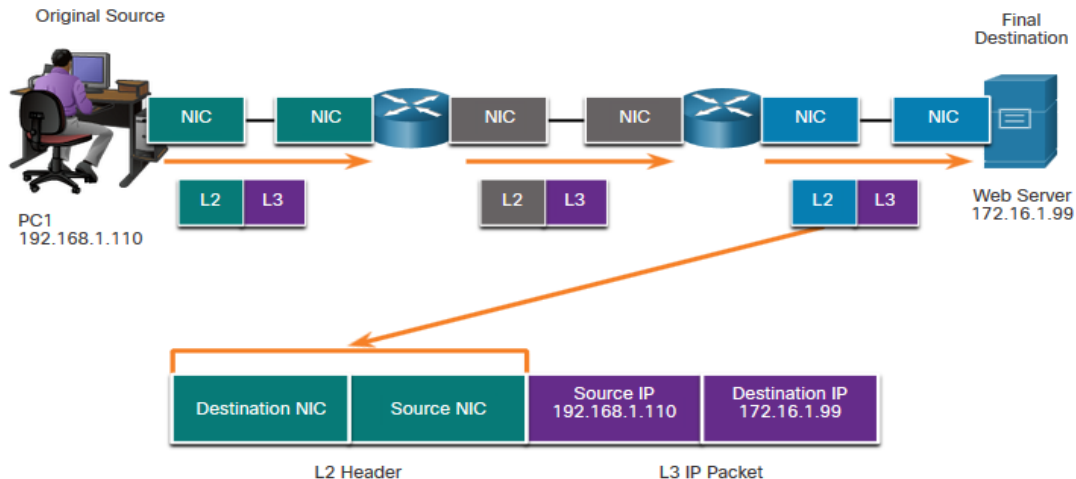 Original Source
Final
Destination
NIC
NIC
NIC
NIC
NIC
NIC
L2
L3
L2
L3
L2
L3
PC1
192.168.1.110
Web Server
172.16.1.99
Destination NIC
Source NIC
Source IP
192.168.1.110
Destination IP
172.16.1.99
L2 Header
L3 IP Packet